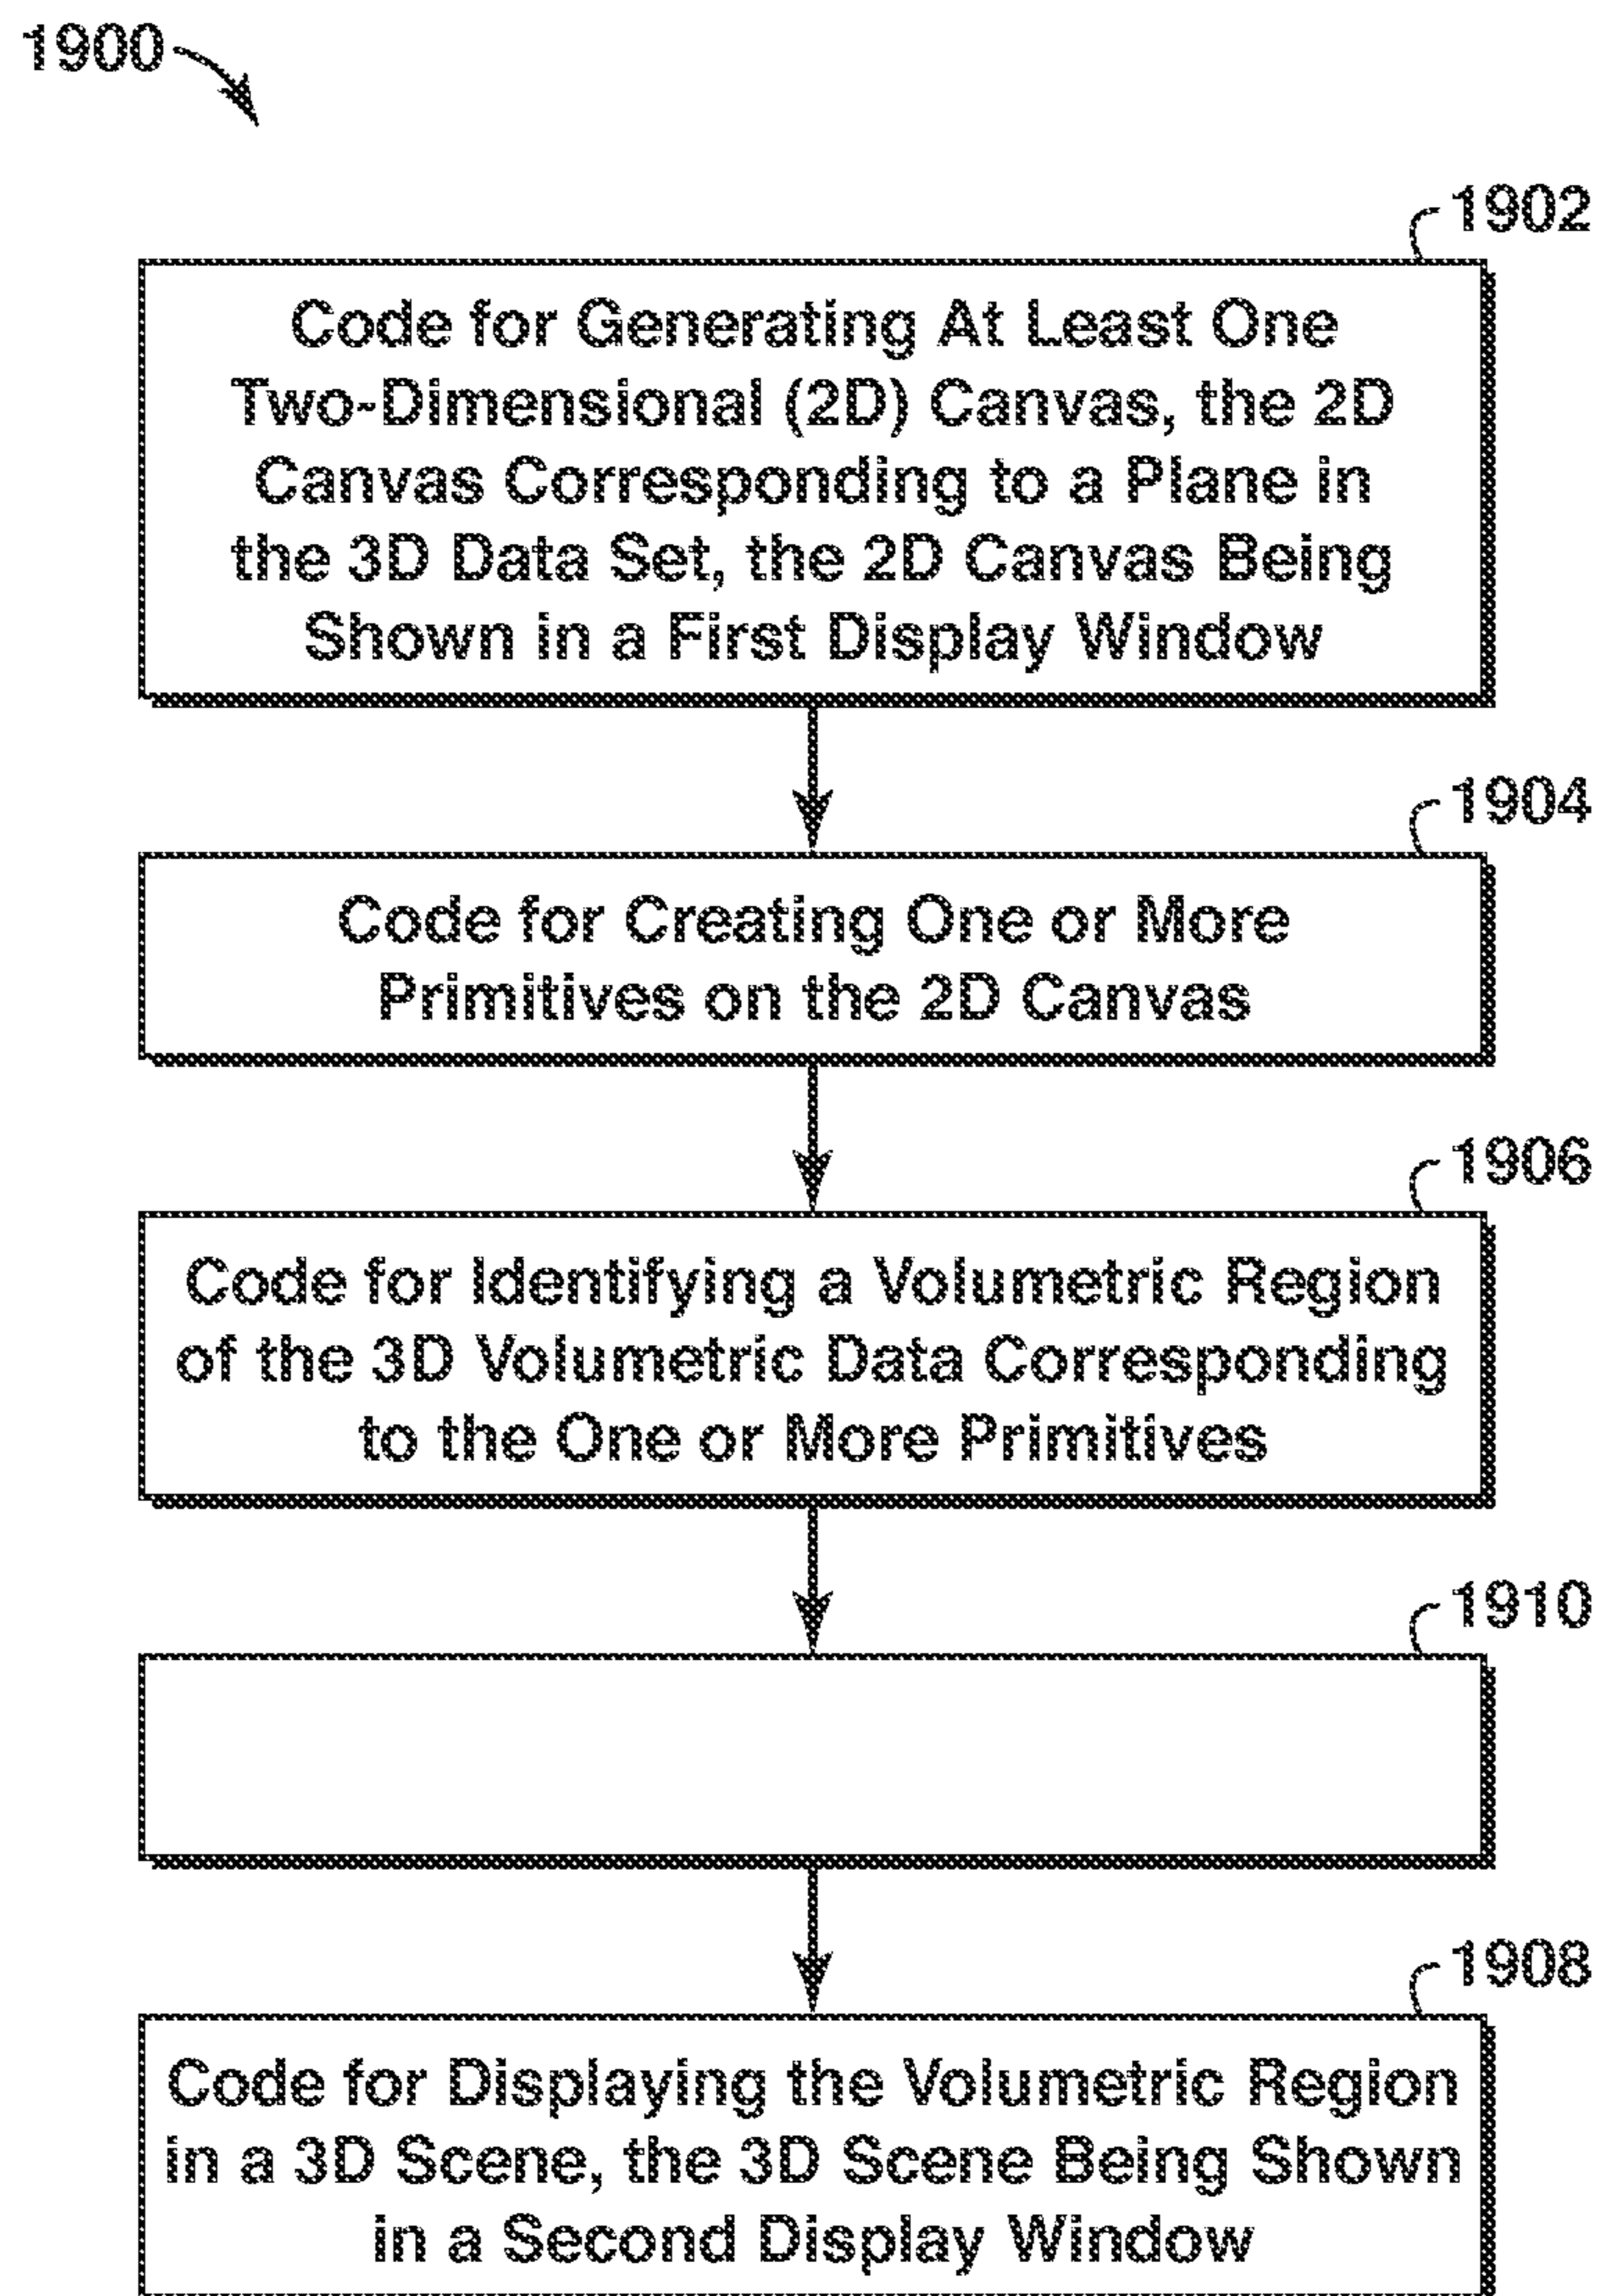 1900
1902
Code for Generating At Least One
Two-Dimensional (2D) Canvas, the 2D
Canvas Corresponding to a Plane in
the 3D Data Set, the 2D Canvas Being
Shown in a First Display Window
1904
Code for Creating One or More
Primitives on the 2D Canvas
1906
Code for Identifying a Volumetric Region
of the 3D Volumetric Data Corresponding
to the One or More Primitives
1910
1908
Code for Displaying the Volumetric Region
in a 3D Scene, the 3D Scene Being Shown
in a Second Display Window